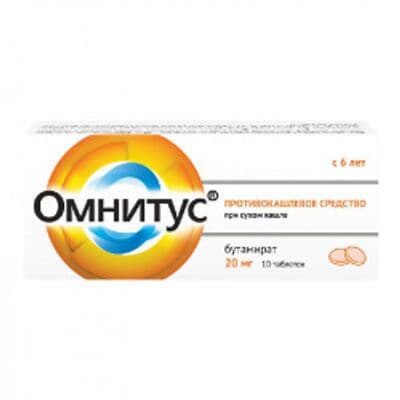 с 6 лет
Омнитус®
ПРОТИВОКАШЛЕВОЕ СРЕДСТВО
при сухом кашле
бутамират
20 мг 10 таблеток